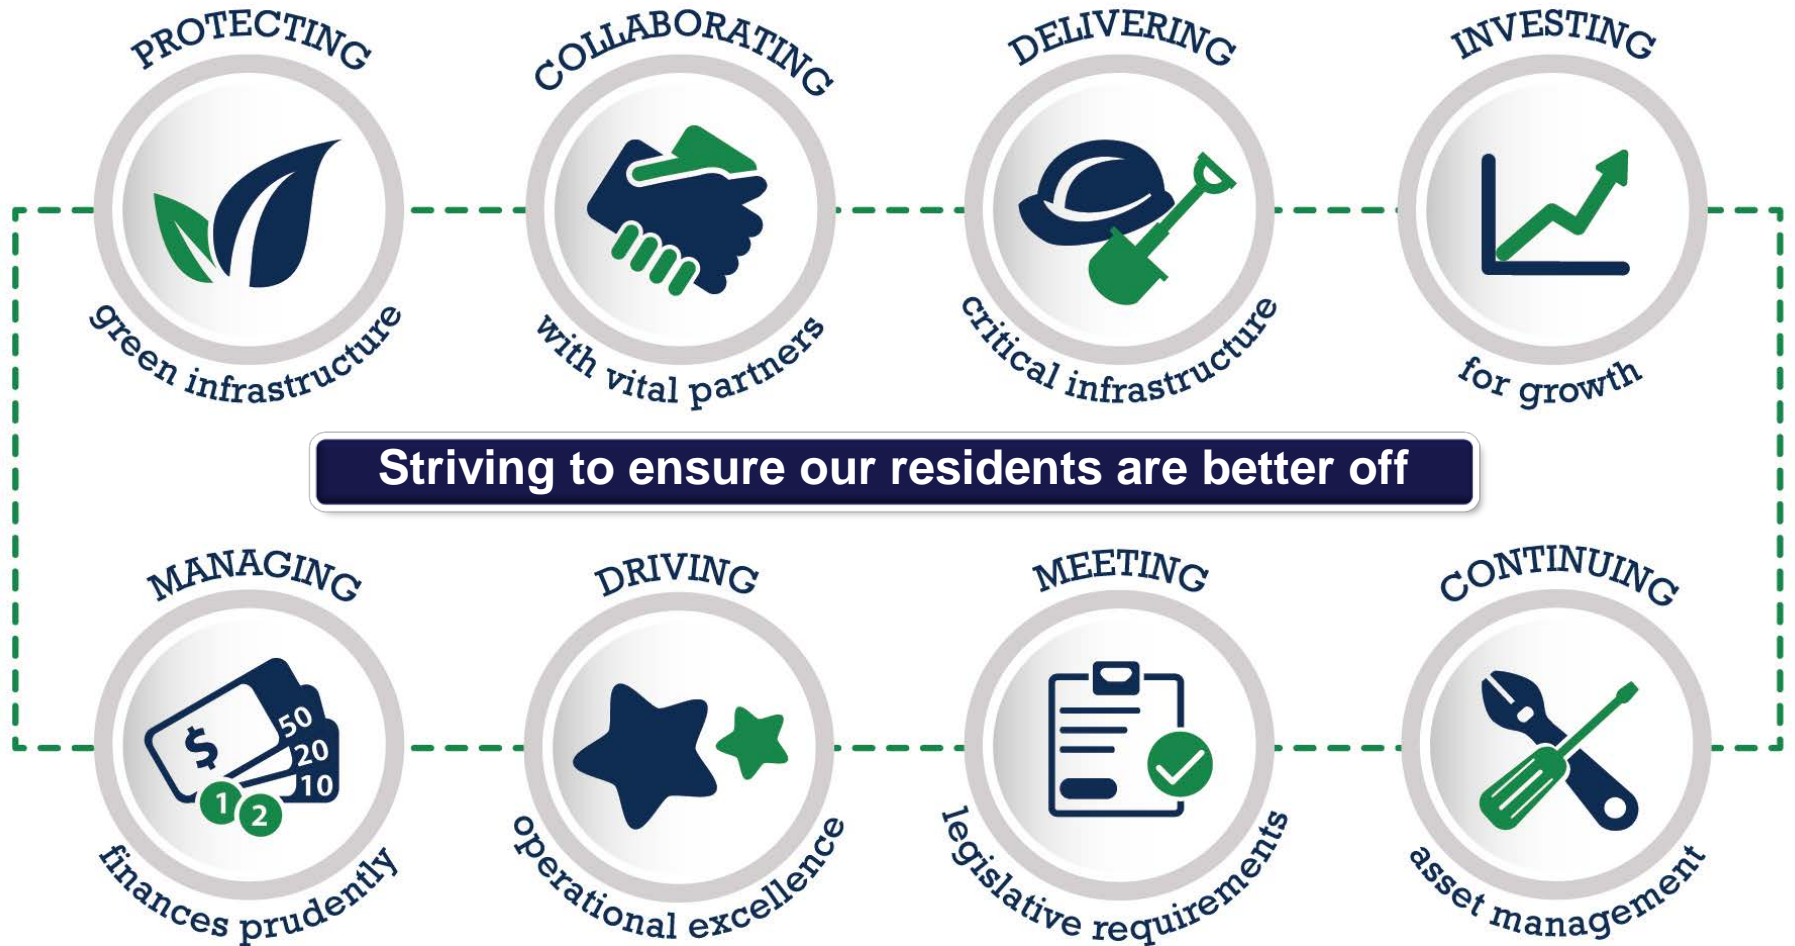 PROTECTING
green infrastructure
COLLABORATING
with vital partners
DELIVERING
critical infrastructure
INVESTING
for growth
Striving to ensure our residents are better off
MANAGING
$
50
20
10
1
2
finances prudently
DRIVING
operational excellence
MEETING
legislative requirements
CONTINUING
asset management